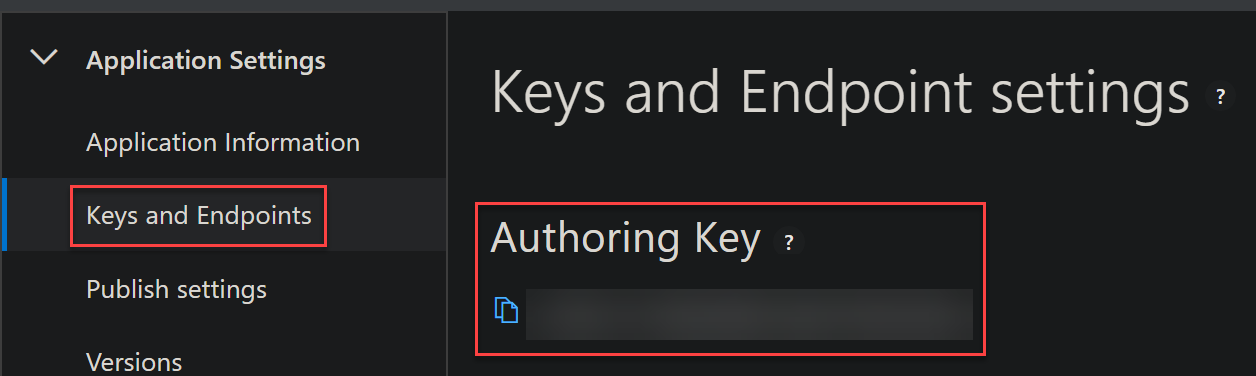 Application Settings
Application Information
Keys and Endpoints
Publish settings
Versions
Keys and Endpoint settings ?
Authoring Key ?